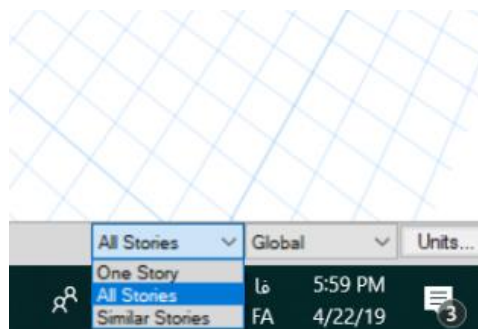 All Stories Global Units...
One Story
All Stories
Similar Stories
فا 5:59 PM
FA 4/22/19
3